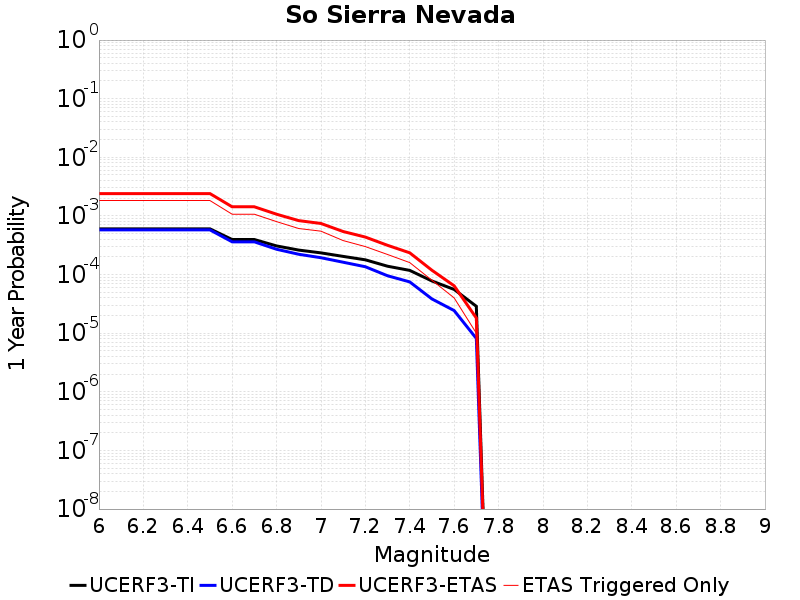 So Sierra Nevada
10^0
10^-1
10^-2
10^-3
10^-4
10^-5
10^-6
10^-7
10^-8
1 Year Probability
6 6.2 6.4 6.6 6.8 7 7.2 7.4 7.6 7.8 8 8.2 8.4 8.6 8.8 9
Magnitude
UCERF3-TI UCERF3-TD UCERF3-ETAS ETAS Triggered Only